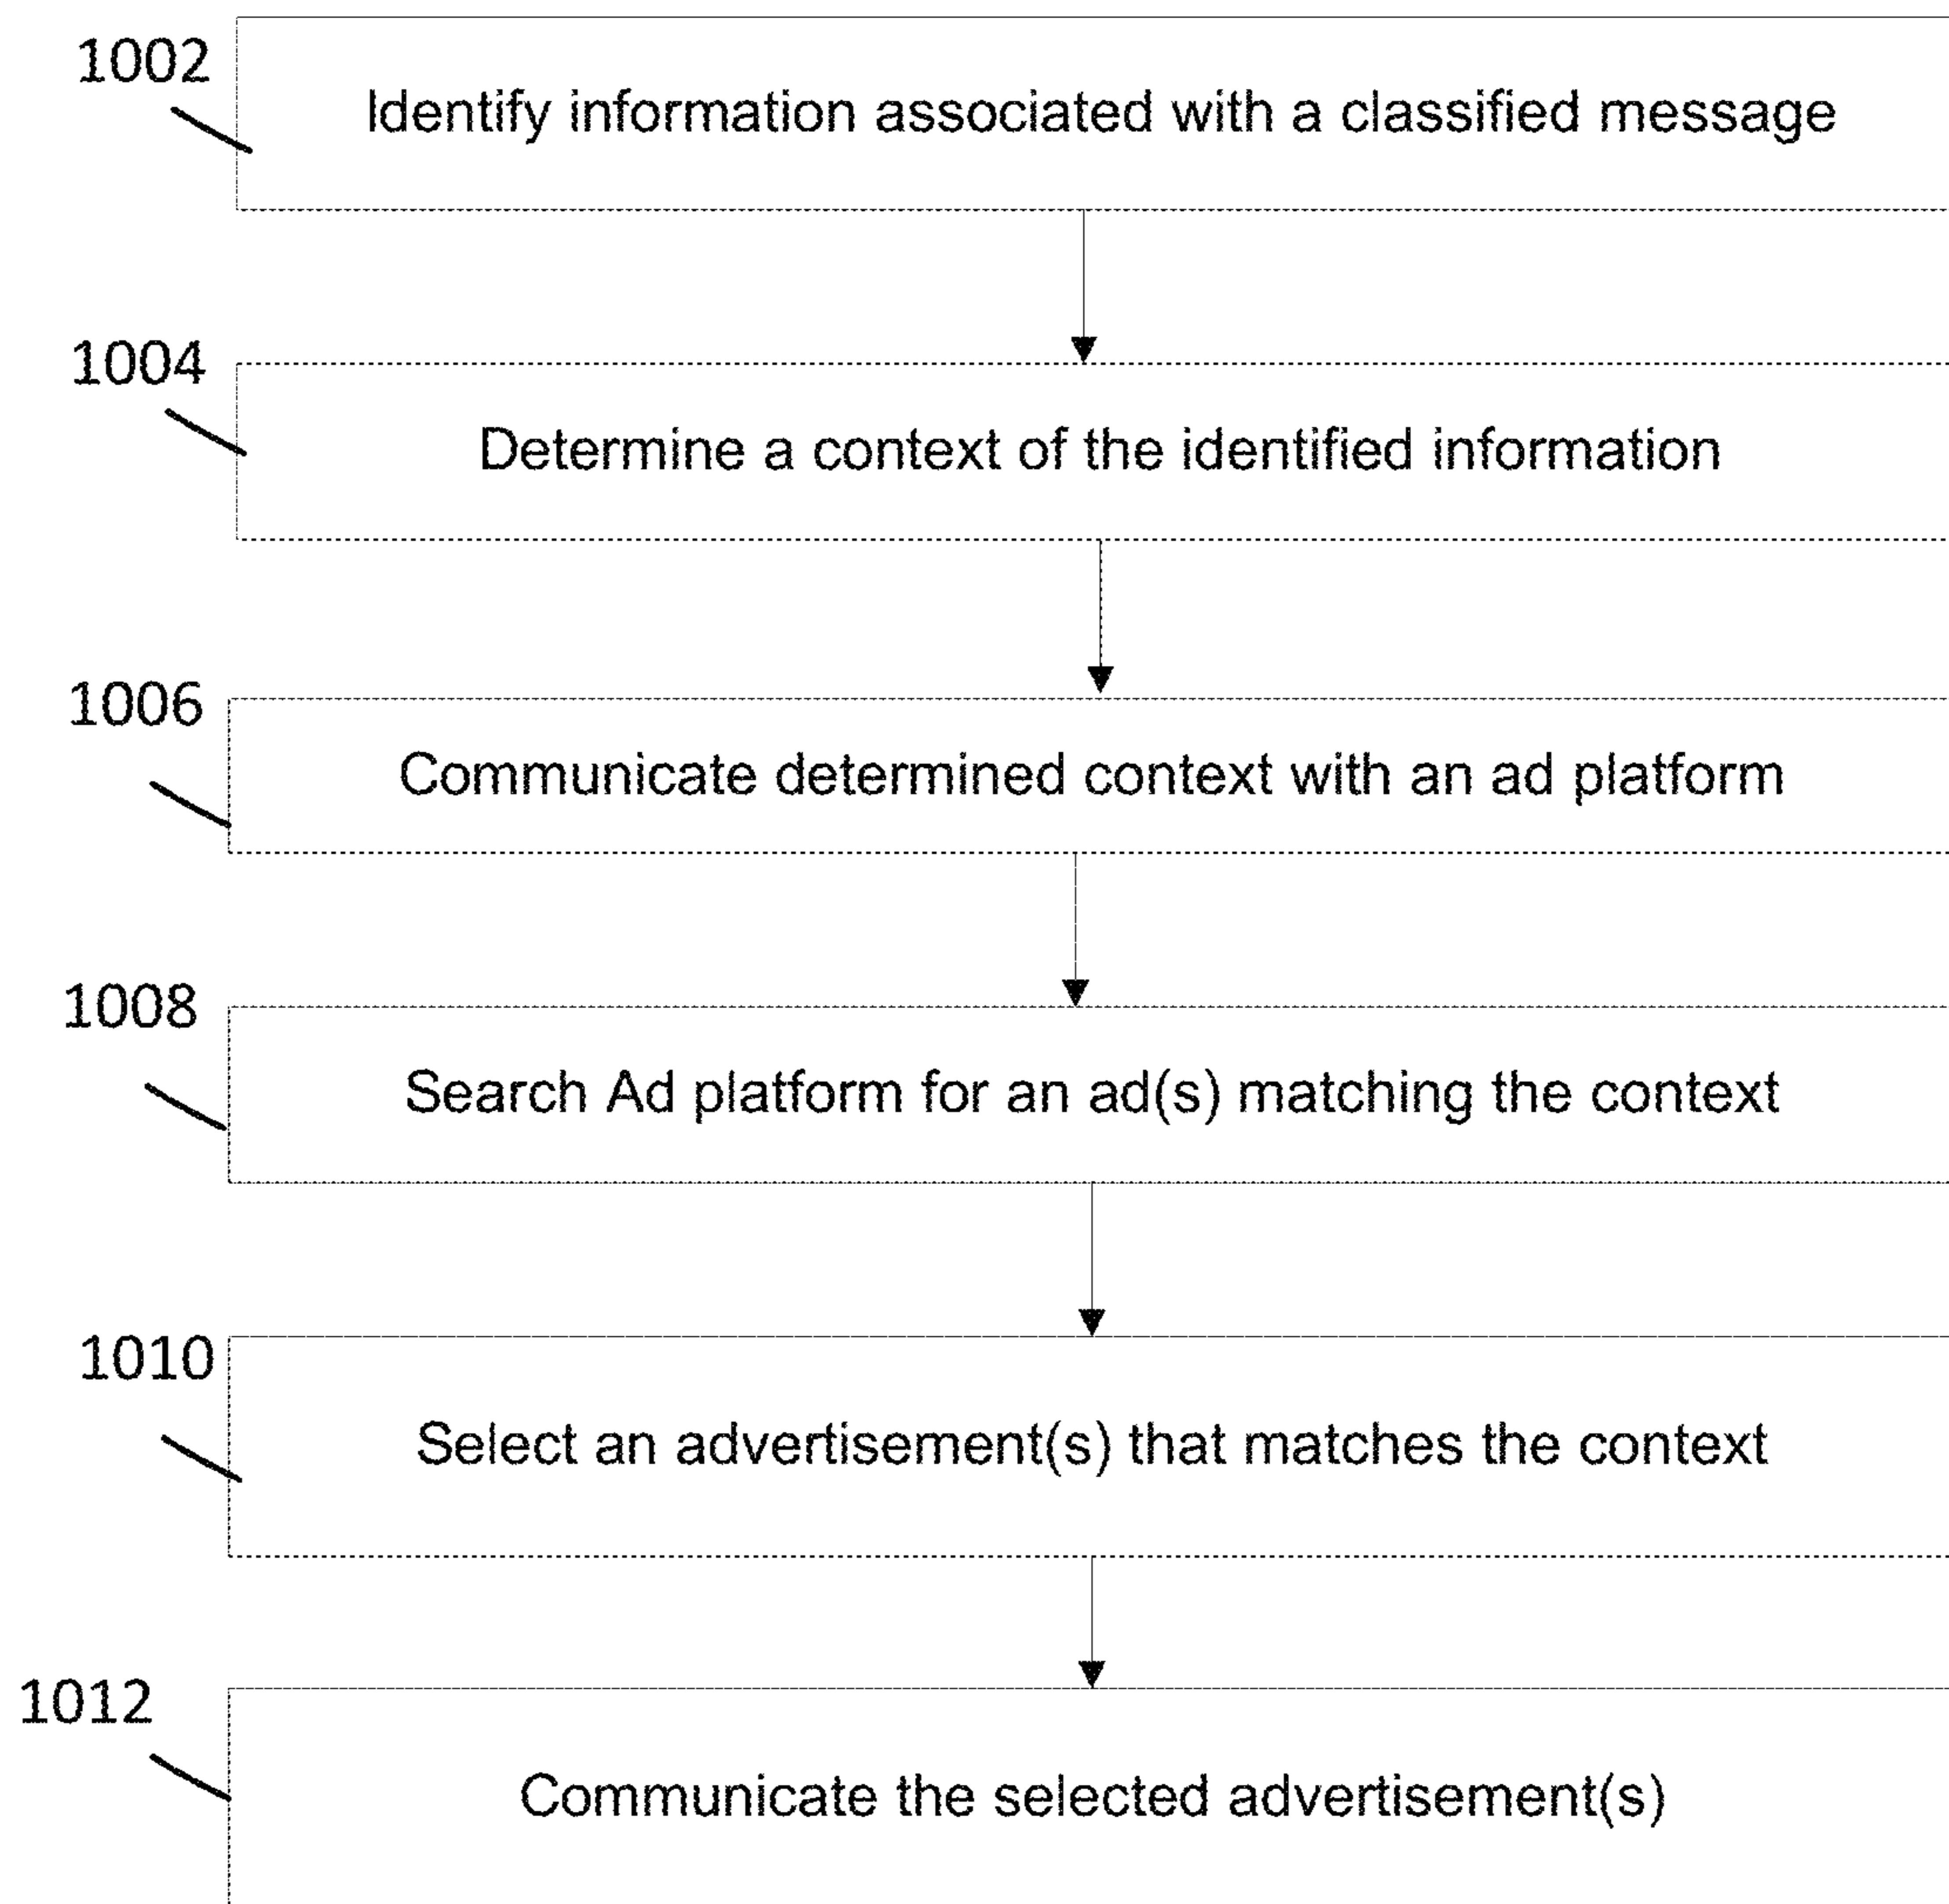 1002
Identify information associated with a classified message
1004
Determine a context of the identified information
1006
Communicate determined context with an ad platform
1008
Search Ad platform for an ad(s) matching the context
1010
Select an advertisement(s) that matches the context
1012
Communicate the selected advertisement(s)